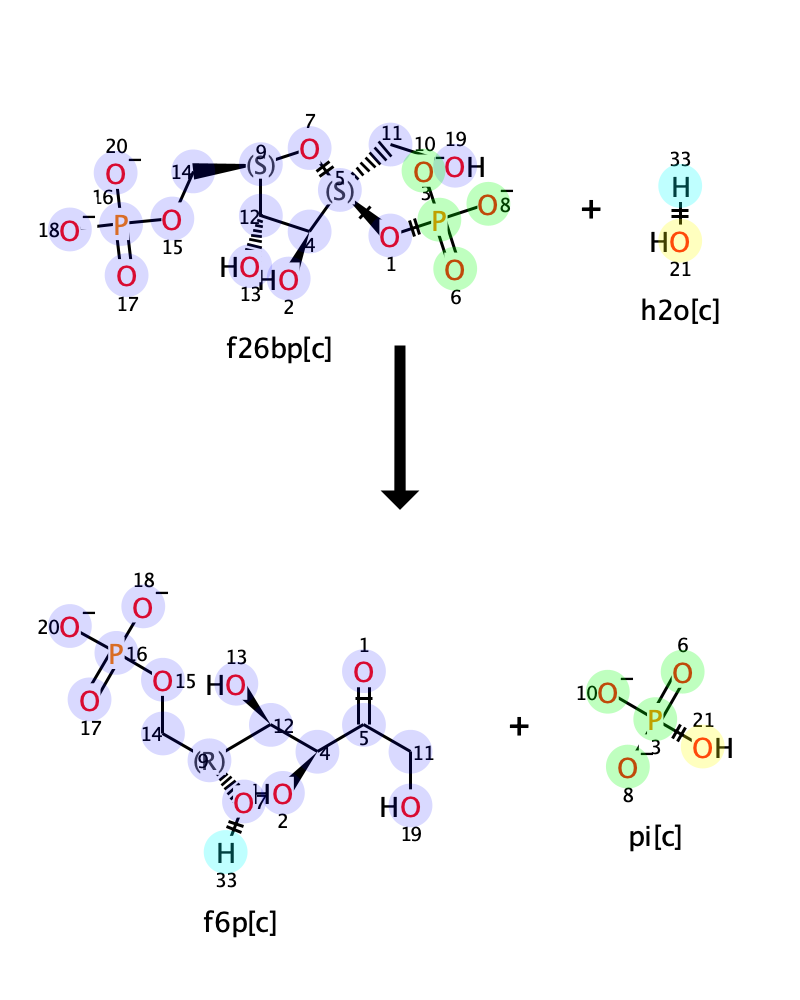 20 14 9 7 11 10 19
O− (S) O O− OH
16 5 (S) 3 33
18 O− P O 12 4 O P O− 8 H
15 HO HO 1 + HO
O 13 2 O 21
17 6
f26bp[c] h2o[c]
18
20 O− O− 13 1 6
P 16 O 15 HO O 10 O− O
O 12 P 21
17 14 9 (R) 4 5 11 + 3 OH
O 7 HO O−
2 HO 8
H 19 pi[c]
33
f6p[c]